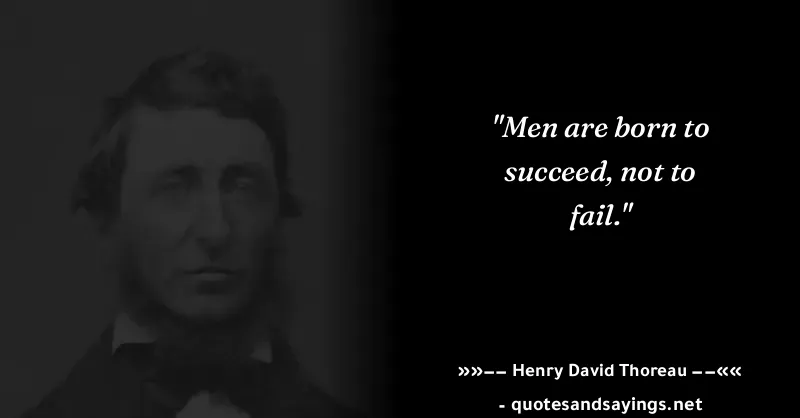 "Men are born to
succeed, not to
fail."
»»−− Henry David Thoreau −−««
- quotesandsayings.net